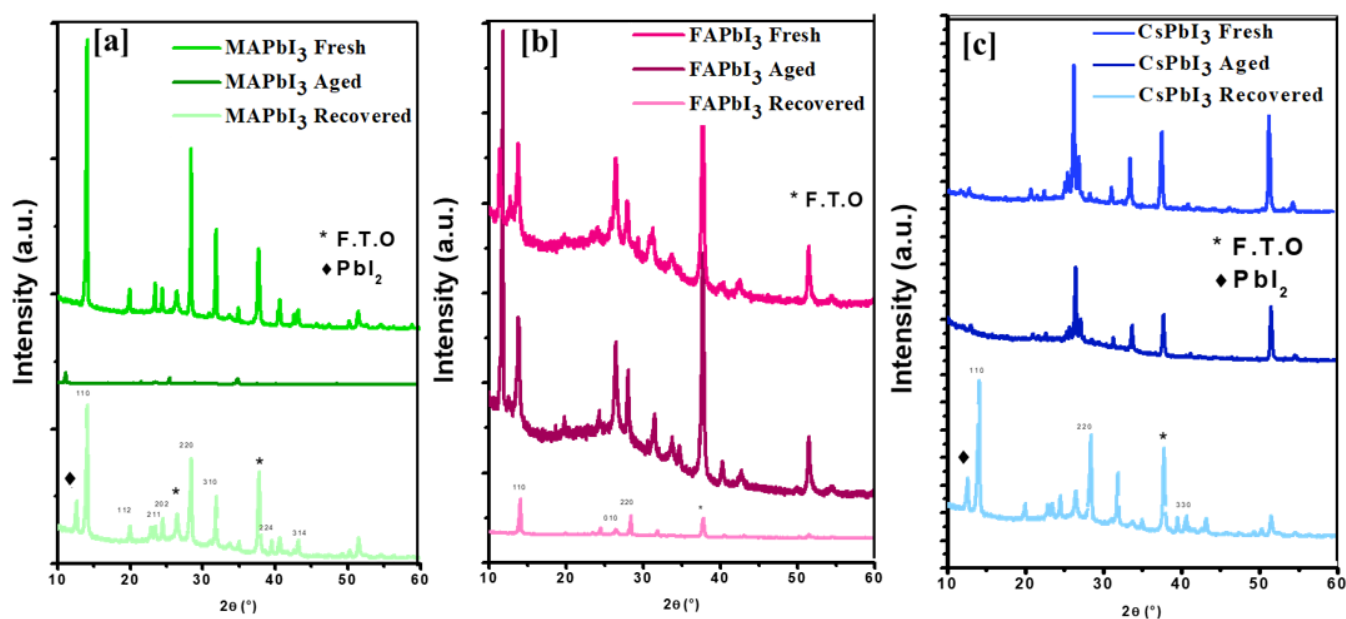 [a]
MAPbI3 Fresh
MAPbI3 Aged
MAPbI3 Recovered
* F.T.O
♦ PbI2
110
♦
112
211
202
*
220
310
*
224
314
Intensity (a.u.)
10 20 30 40 50 60
2θ (°)
[b]
FAPbI3 Fresh
FAPbI3 Aged
FAPbI3 Recovered
* F.T.O
110
010
220
*
Intensity (a.u.)
10 20 30 40 50 60
2θ (°)
[c]
CsPbI3 Fresh
CsPbI3 Aged
CsPbI3 Recovered
* F.T.O
♦ PbI2
110
♦
220
*
330
Intensity (a.u.)
10 20 30 40 50 60
2θ (°)